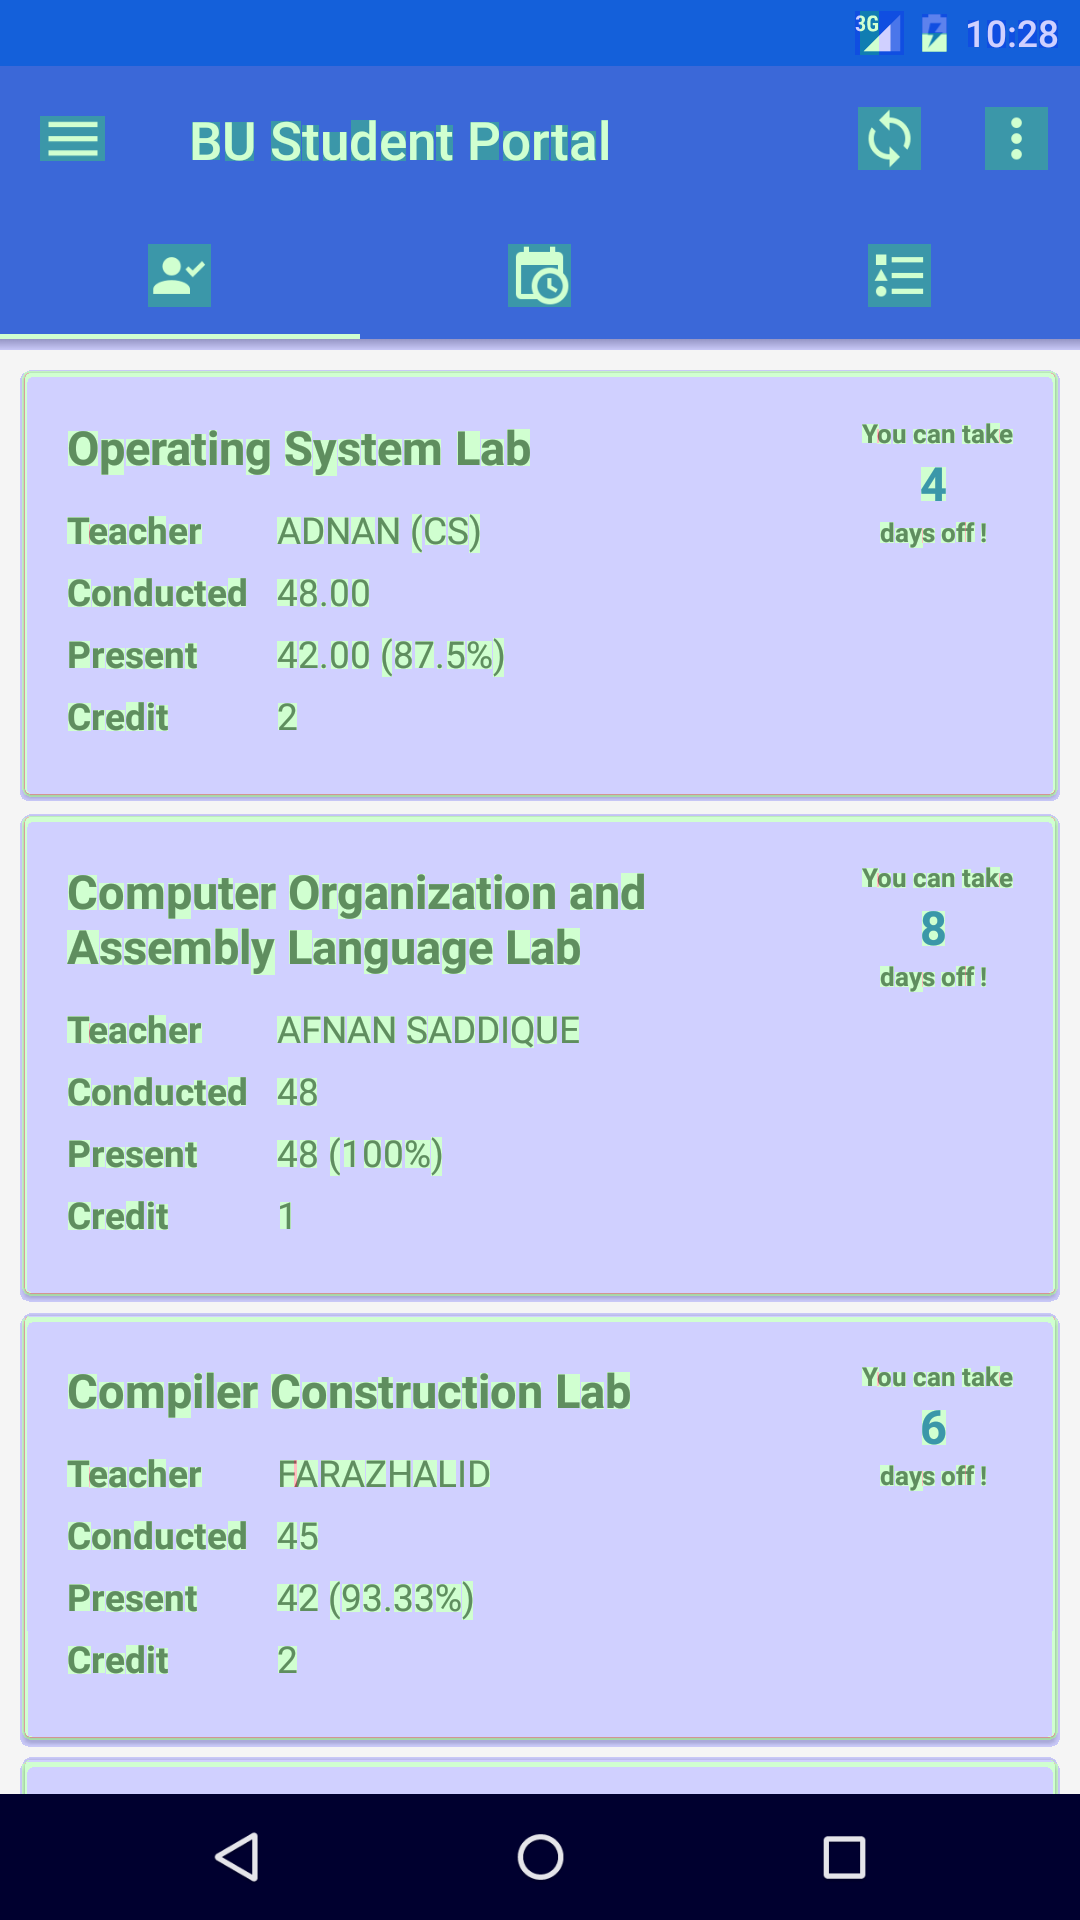 3G 10:28
BU Student Portal
Operating System Lab
You can take
4
days off !
Teacher ADNAN (CS)
Conducted 48.00
Present 42.00 (87.5%)
Credit 2
Computer Organization and
Assembly Language Lab
You can take
8
days off !
Teacher AFNAN SADDIQUE
Conducted 48
Present 48 (100%)
Credit 1
Compiler Construction Lab
You can take
6
days off !
Teacher FARAZHALID
Conducted 45
Present 42 (93.33%)
Credit 2